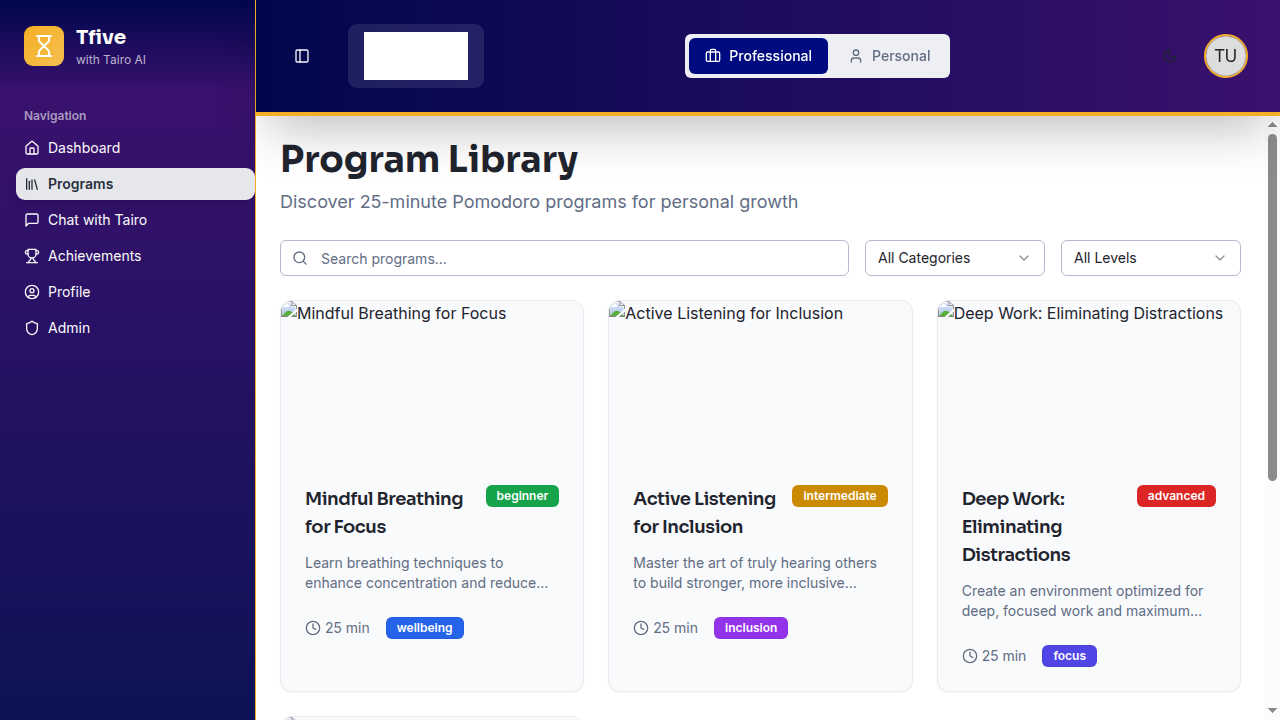 Tfive
with Tairo AI
Navigation
Dashboard
Programs
Chat with Tairo
Achievements
Profile
Admin
Professional
Personal
TU
Program Library
Discover 25-minute Pomodoro programs for personal growth
Search programs...
All Categories
All Levels
Mindful Breathing for Focus
Mindful Breathing
for Focus
beginner
Learn breathing techniques to
enhance concentration and reduce...
25 min
wellbeing
Active Listening for Inclusion
Active Listening
for Inclusion
intermediate
Master the art of truly hearing others
to build stronger, more inclusive...
25 min
inclusion
Deep Work: Eliminating Distractions
Deep Work:
Eliminating
Distractions
advanced
Create an environment optimized for
deep, focused work and maximum...
25 min
focus